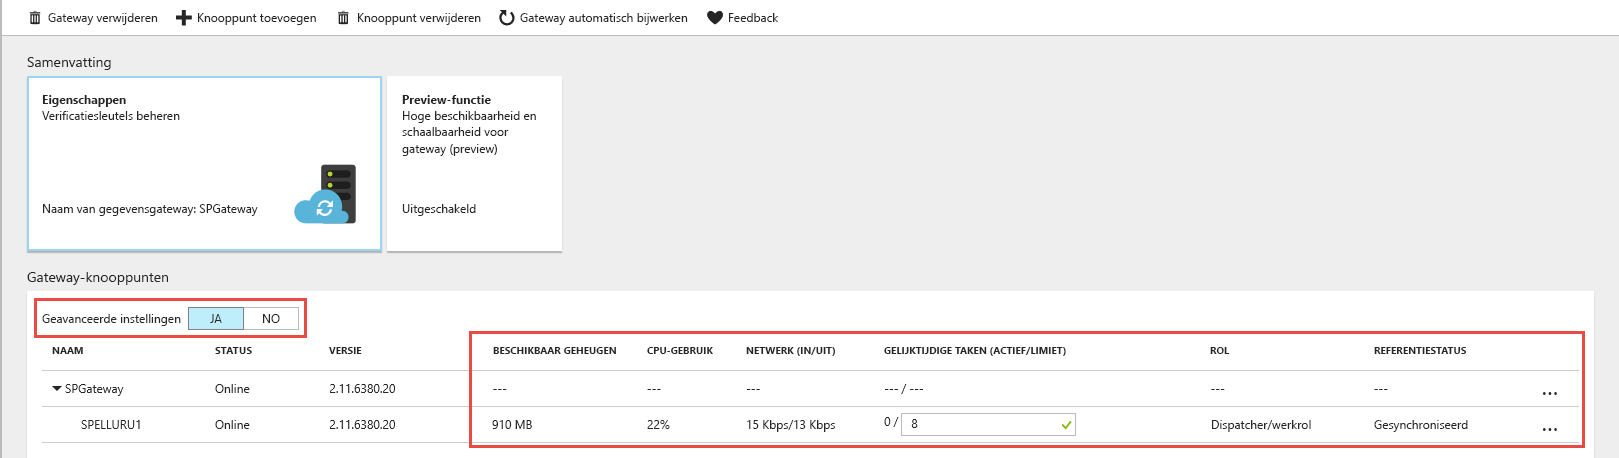 Gateway verwijderen Knooppunt toevoegen Knooppunt verwijderen Gateway automatisch bijwerken Feedback
Samenvatting
Eigenschappen
Verificatiesleutels beheren
Naam van gegevensgateway: SPGateway
Preview-functie
Hoge beschikbaarheid en
schaalbaarheid voor
gateway (preview)
Uitgeschakeld
Gateway-knooppunten
Geavanceerde instellingen JA NO
NAAM STATUS VERSIE BESCHIKBAAR GEHEUGEN CPU-GEBRUIK NETWERK (IN/UIT) GELIJKTIJDIGE TAKEN (ACTIEF/LIMIET) ROL REFERENTIESTATUS
SPGateway Online 2.11.6380.20 --- --- --- --- / --- --- --- ...
SPELLURU1 Online 2.11.6380.20 910 MB 22% 15 Kbps/13 Kbps 0 / 8 Dispatcher/werkrol Gesynchroniseerd ...